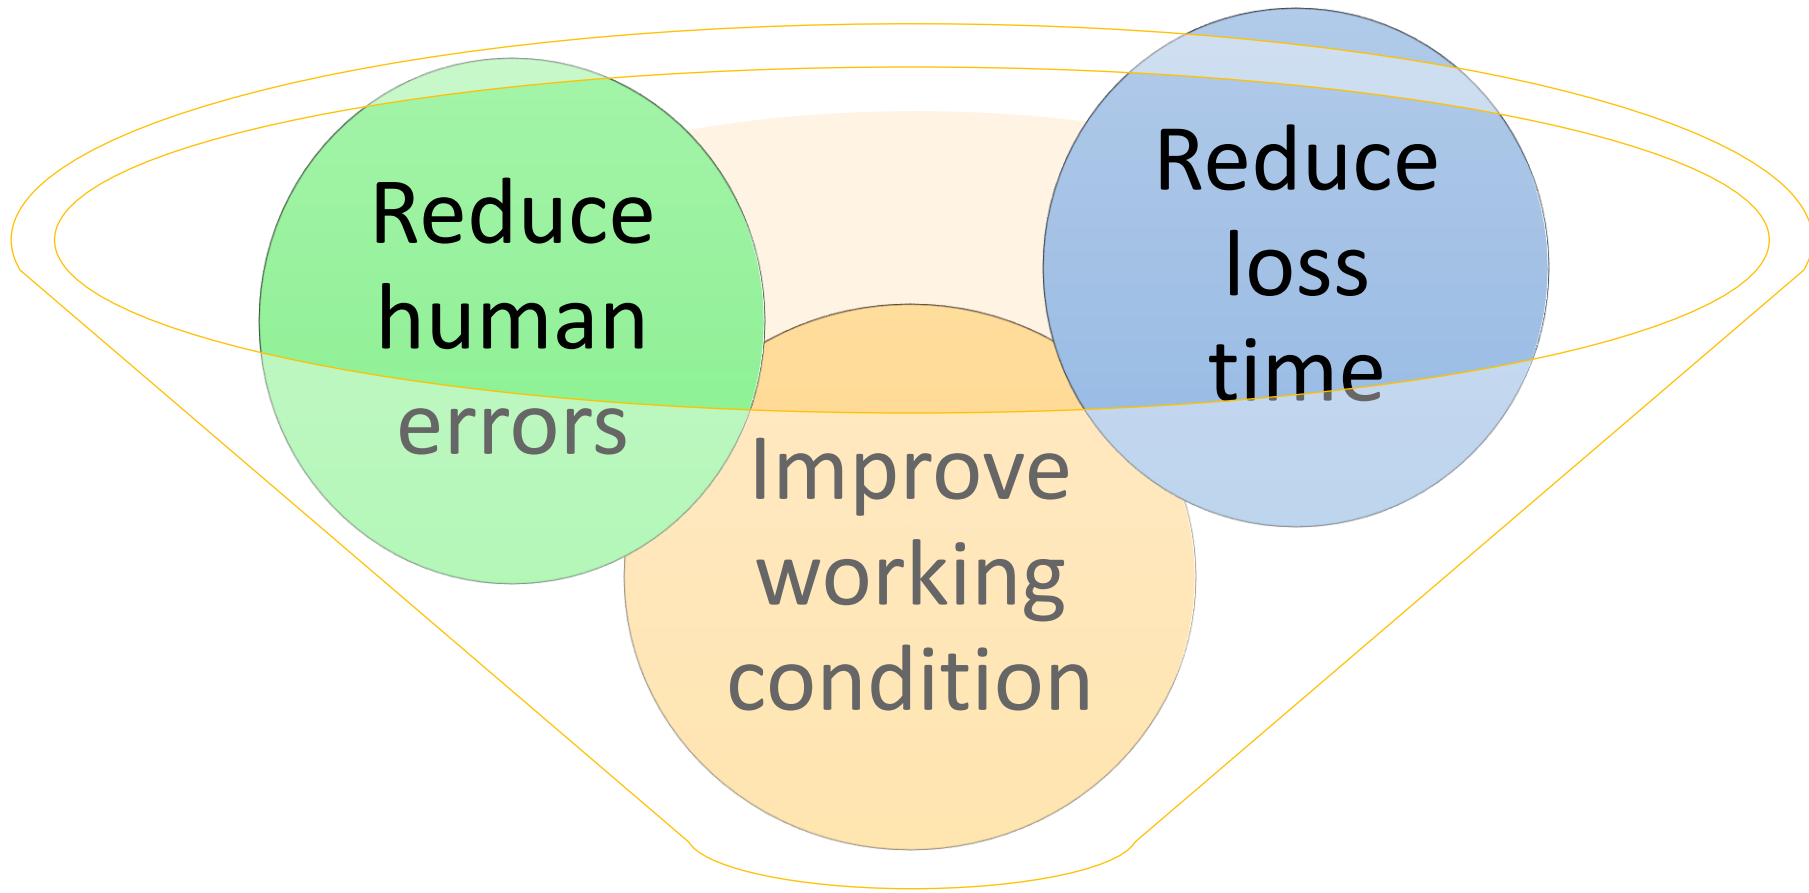 Reduce
human
errors
Reduce
loss
time
Improve
working
condition